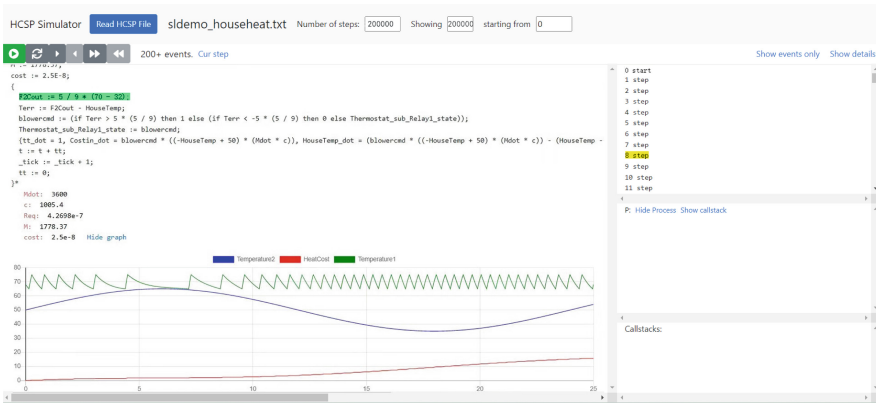 HCSP Simulator Read HCSP File sldemo_househeat.txt Number of steps: 200000 Showing 200000 starting from 0
200+ events. Cur step Show events only Show details
M := 1778.37;
cost := 2.5E-8;
{
F2Cout := 5 / 9 * (70 - 32);
Terr := F2Cout - HouseTemp;
blowercmd := (if Terr > 5 * (5 / 9) then 1 else (if Terr < -5 * (5 / 9) then 0 else Thermostat_sub_Relay1_state));
Thermostat_sub_Relay1_state := blowercmd;
{tt_dot = 1, Costin_dot = blowercmd * ((-HouseTemp + 50) * (Mdot * c)), HouseTemp_dot = (blowercmd * ((-HouseTemp + 50) * (Mdot * c)) - (HouseTemp -
t := t + tt;
_tick := _tick + 1;
tt := 0;
}*
Mdot: 3600
c: 1005.4
Req: 4.2698e-7
M: 1778.37
cost: 2.5e-8 Hide graph
Temperature2 HeatCost Temperature1
80
70
60
50
40
30
20
10
0
0 5 10 15 20 25
0 start
1 step
2 step
3 step
4 step
5 step
6 step
7 step
8 step
9 step
10 step
11 step
P: Hide Process Show callstack
Callstacks: